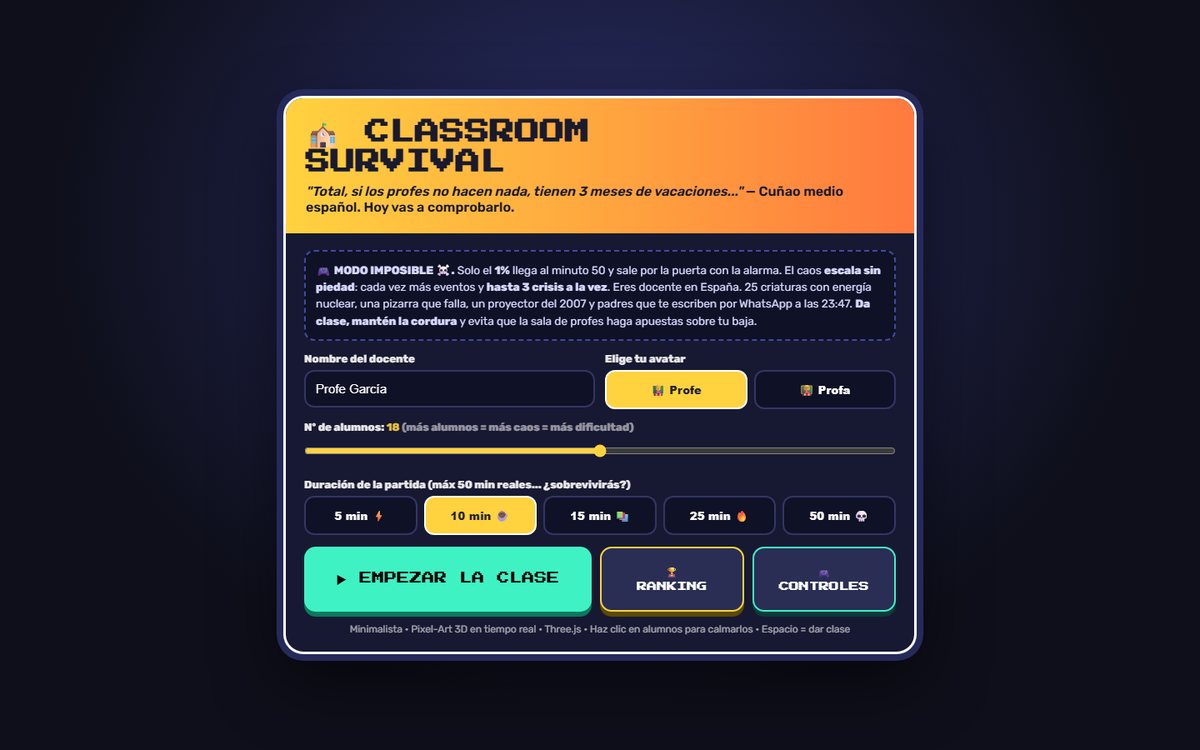 🏫 CLASSROOM
SURVIVAL
"Total, si los profes no hacen nada, tienen 3 meses de vacaciones..." — Cuñao medio
español. Hoy vas a comprobarlo.
🎮 MODO IMPOSIBLE ☠️. Solo el 1% llega al minuto 50 y sale por la puerta con la alarma. El caos escala sin
piedad: cada vez más eventos y hasta 3 crisis a la vez. Eres docente en España. 25 criaturas con energía
nuclear, una pizarra que falla, un proyector del 2007 y padres que te escriben por WhatsApp a las 23:47. Da
clase, mantén la cordura y evita que la sala de profes haga apuestas sobre tu baja.
Nombre del docente
Elige tu avatar
Profe García
👨‍🏫 Profe
👩‍🏫 Profa
Nº de alumnos: 18 (más alumnos = más caos = más dificultad)
Duración de la partida (máx 50 min reales... ¿sobrevivirás?)
5 min ⚡
10 min ☕
15 min 📚
25 min 🔥
50 min 💀
▶ EMPEZAR LA CLASE
🏆
RANKING
🎮
CONTROLES
Minimalista • Pixel-Art 3D en tiempo real • Three.js • Haz clic en alumnos para calmarlos • Espacio = dar clase